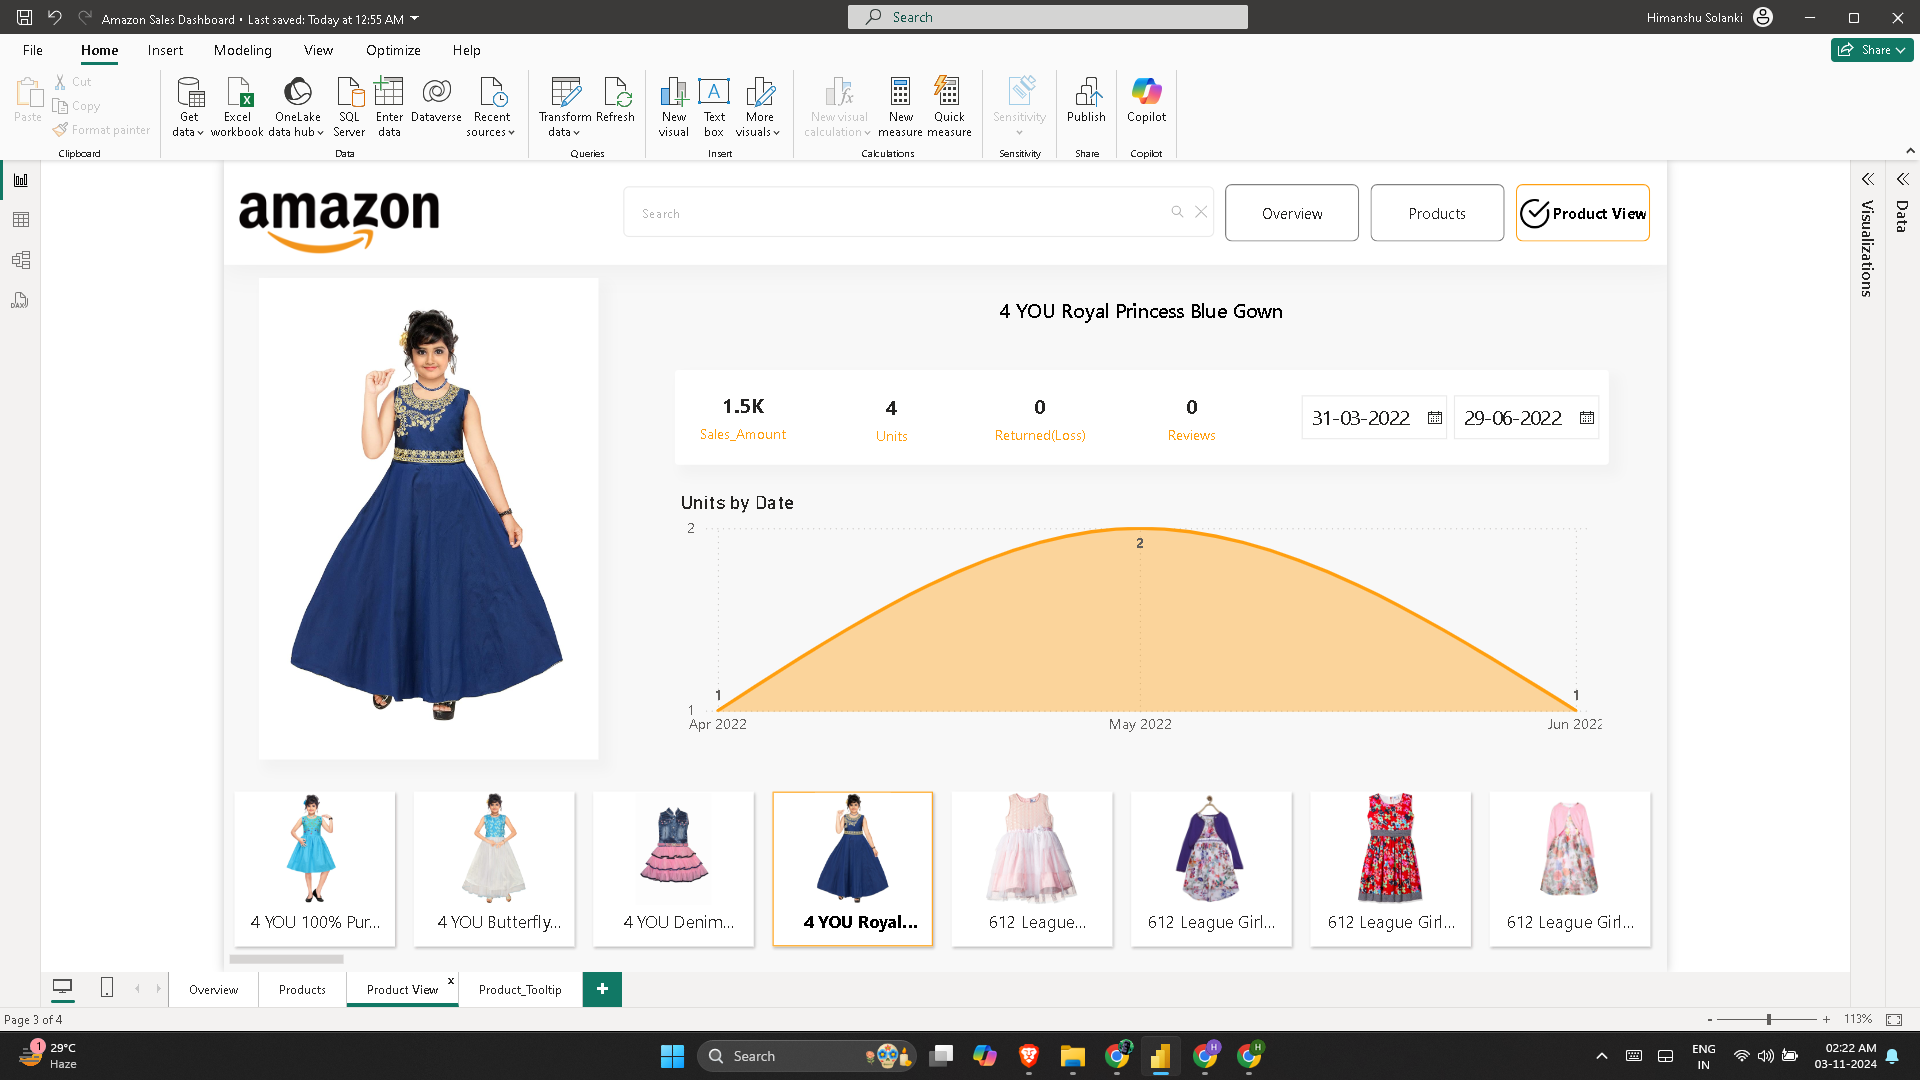 Amazon Sales Dashboard • Last saved: Today at 12:55 AM
Search
Himanshu Solanki
File Home Insert Modeling View Optimize Help
Share
Paste
Cut
Copy
Format painter
Clipboard
Get data
Excel workbook
OneLake data hub
SQL Server
Enter data
Dataverse
Recent sources
Data
Transform data
Refresh
Queries
New visual
Text box
More visuals
Insert
New visual calculation
New measure
Quick measure
Calculations
Sensitivity
Sensitivity
Publish
Share
Copilot
Copilot
amazon
Search
Overview
Products
Product View
Visualizations
Data
4 YOU Royal Princess Blue Gown
1.5K
Sales_Amount
4
Units
0
Returned(Loss)
0
Reviews
31-03-2022
29-06-2022
Units by Date
2
2
1
1
1
Apr 2022
May 2022
Jun 2022
4 YOU 100% Pur...
4 YOU Butterfly...
4 YOU Denim...
4 YOU Royal...
612 League...
612 League Girl...
612 League Girl...
612 League Girl...
Overview
Products
Product View
x
Product_Tooltip
+
Page 3 of 4
- + 113%
1
29°C
Haze
Search
H
H
ENG
IN
02:22 AM
03-11-2024